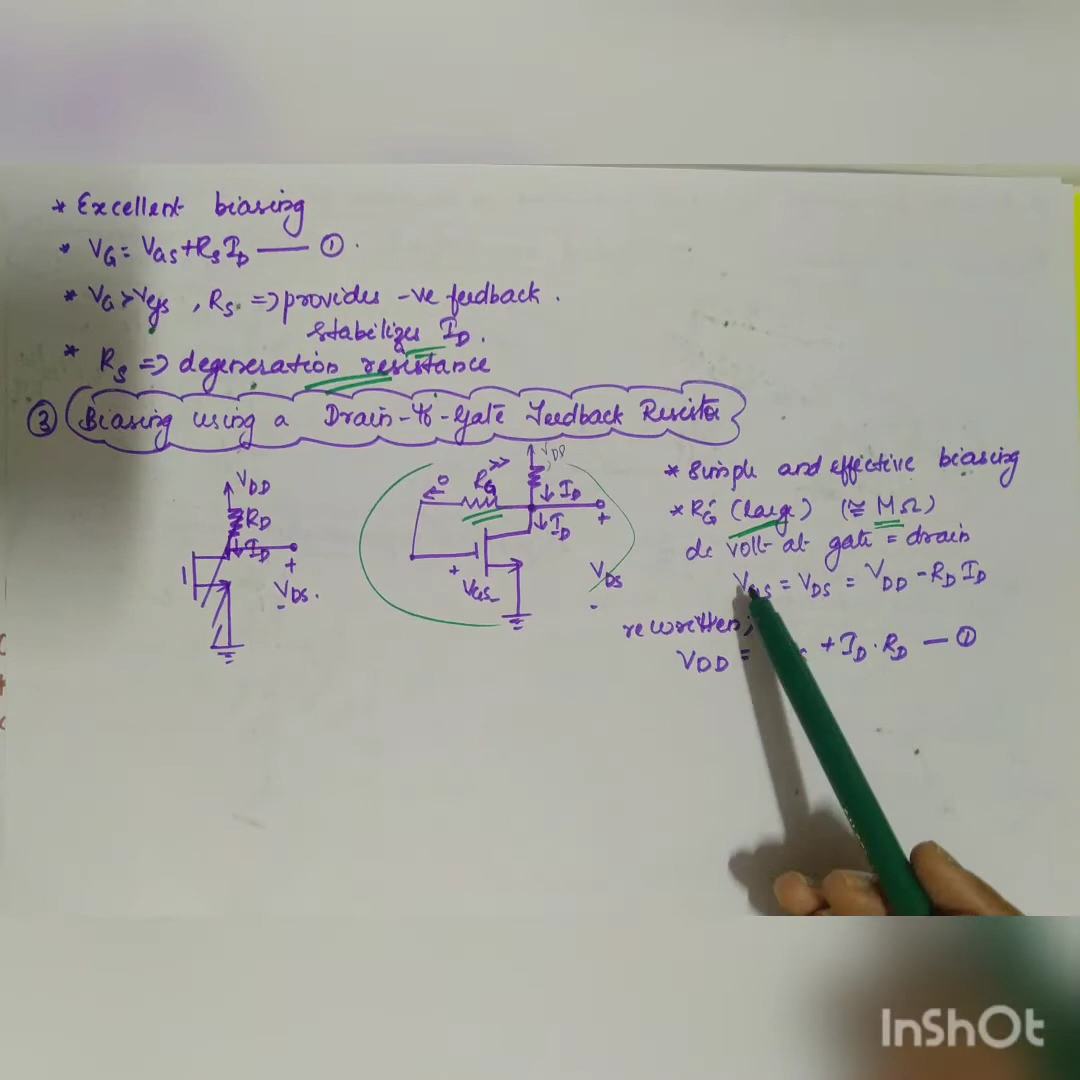 * Excellent biasing
* VG = VGS + RS ID — ①.
* VG > VGS, RS. => provides -ve feedback.
stabilizes ID.
* RS => degeneration resistance
③ Biasing using a Drain-to-Gate Feedback Resistor
VDD
RD
↓ID
+
VDS.
-
VDD
0
RG >>
↓ID
+
↓ID
+
VGS-
VDS
-
* Simple and effective biasing
* RG (Large) (≅ MΩ)
dc volt at gate = drain
VGS = VDS = VDD - RD ID
rewritten;
VDD = + ID . RD — ①
InShOt